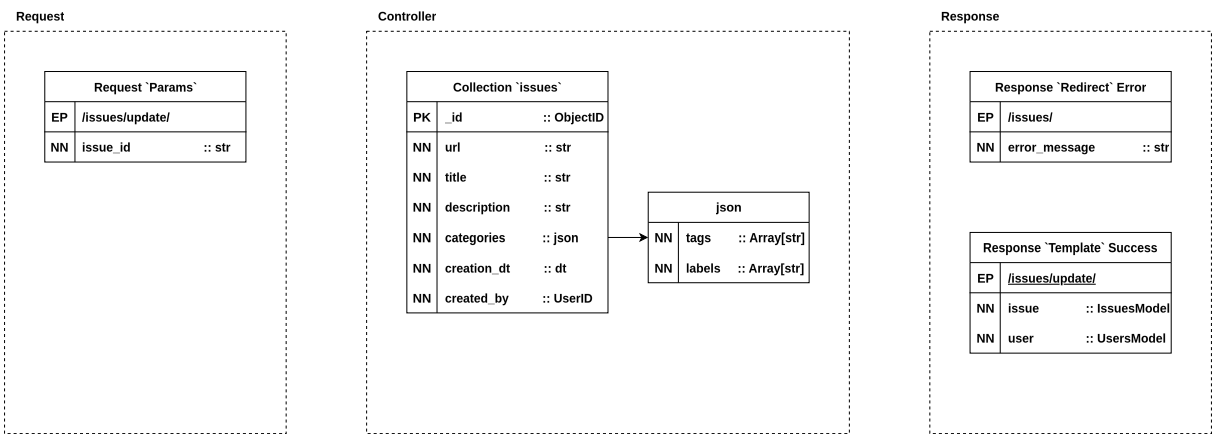 Request
Request `Params`
EP /issues/update/
NN issue_id :: str
Controller
Collection `issues`
PK _id :: ObjectID
NN url :: str
NN title :: str
NN description :: str
NN categories :: json
NN creation_dt :: dt
NN created_by :: UserID
json
NN tags :: Array[str]
NN labels :: Array[str]
Response
Response `Redirect` Error
EP /issues/
NN error_message :: str
Response `Template` Success
EP /issues/update/
NN issue :: IssuesModel
NN user :: UsersModel